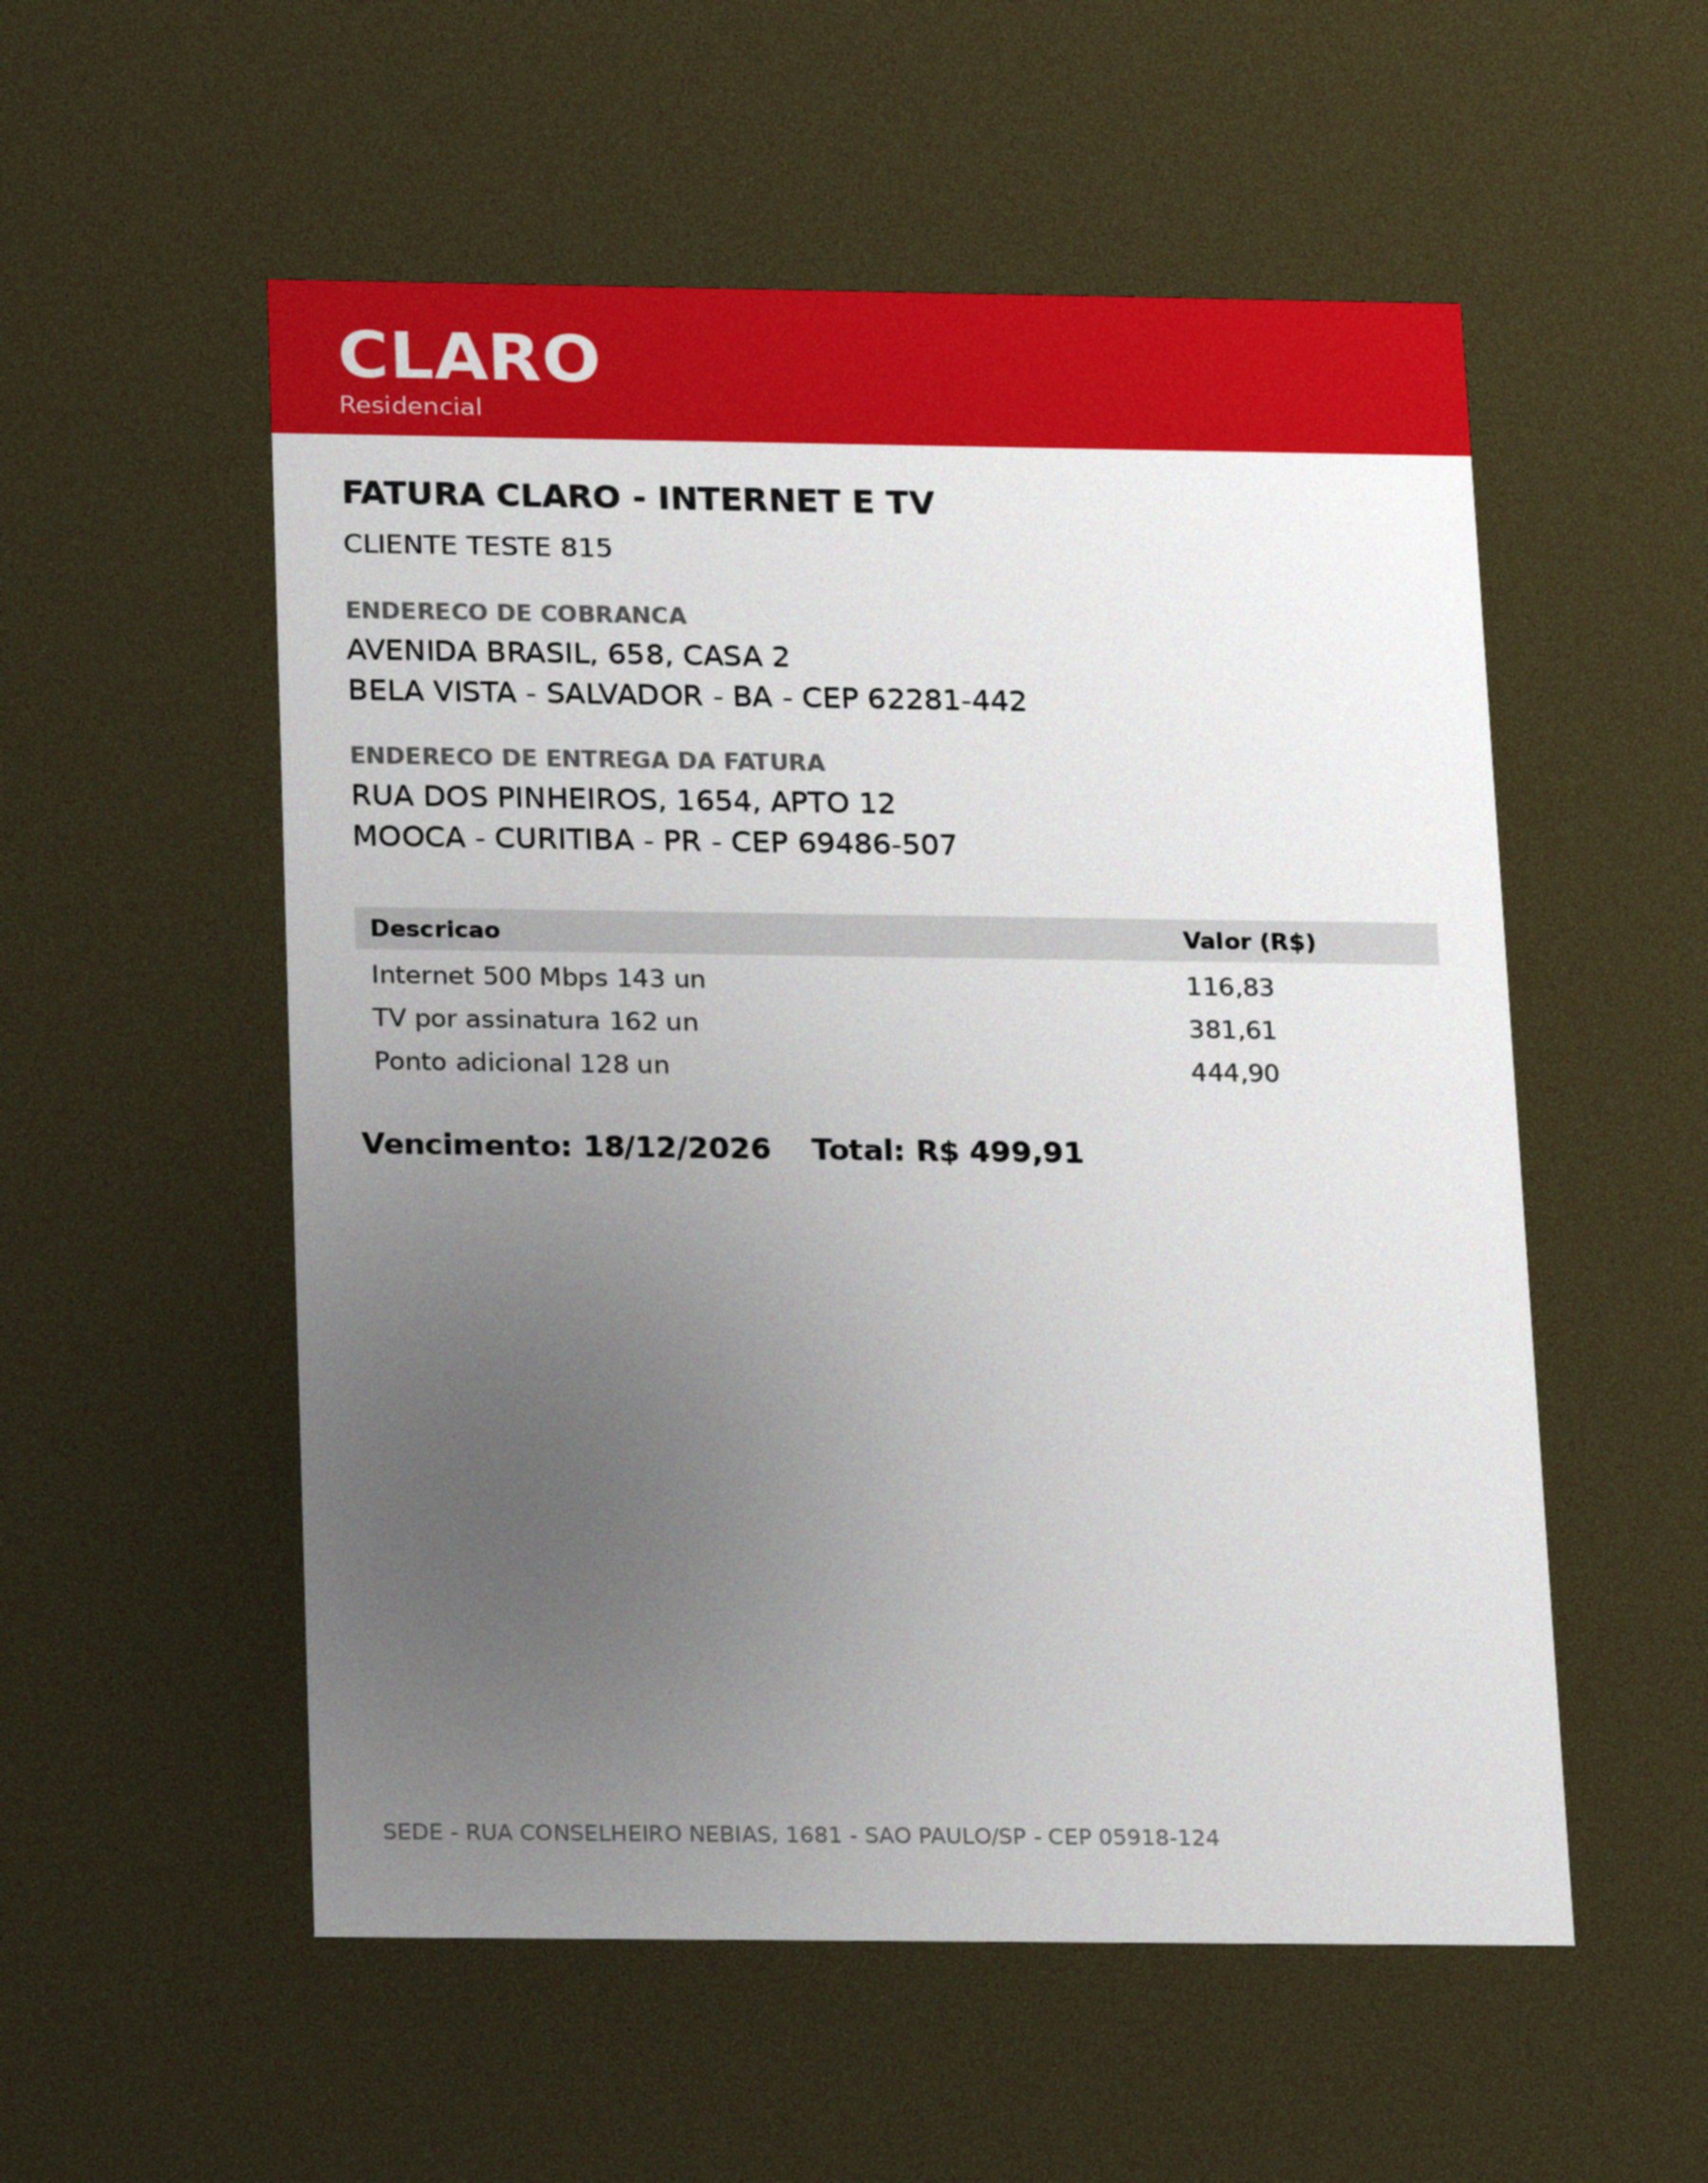 CLARO
Residencial
FATURA CLARO - INTERNET E TV
CLIENTE TESTE 815
ENDERECO DE COBRANCA
AVENIDA BRASIL, 658, CASA 2
BELA VISTA - SALVADOR - BA - CEP 62281-442
ENDERECO DE ENTREGA DA FATURA
RUA DOS PINHEIROS, 1654, APTO 12
MOOCA - CURITIBA - PR - CEP 69486-507
Descricao Valor (R$)
Internet 500 Mbps 143 un 116,83
TV por assinatura 162 un 381,61
Ponto adicional 128 un 444,90
Vencimento: 18/12/2026 Total: R$ 499,91
SEDE - RUA CONSELHEIRO NEBIAS, 1681 - SAO PAULO/SP - CEP 05918-124